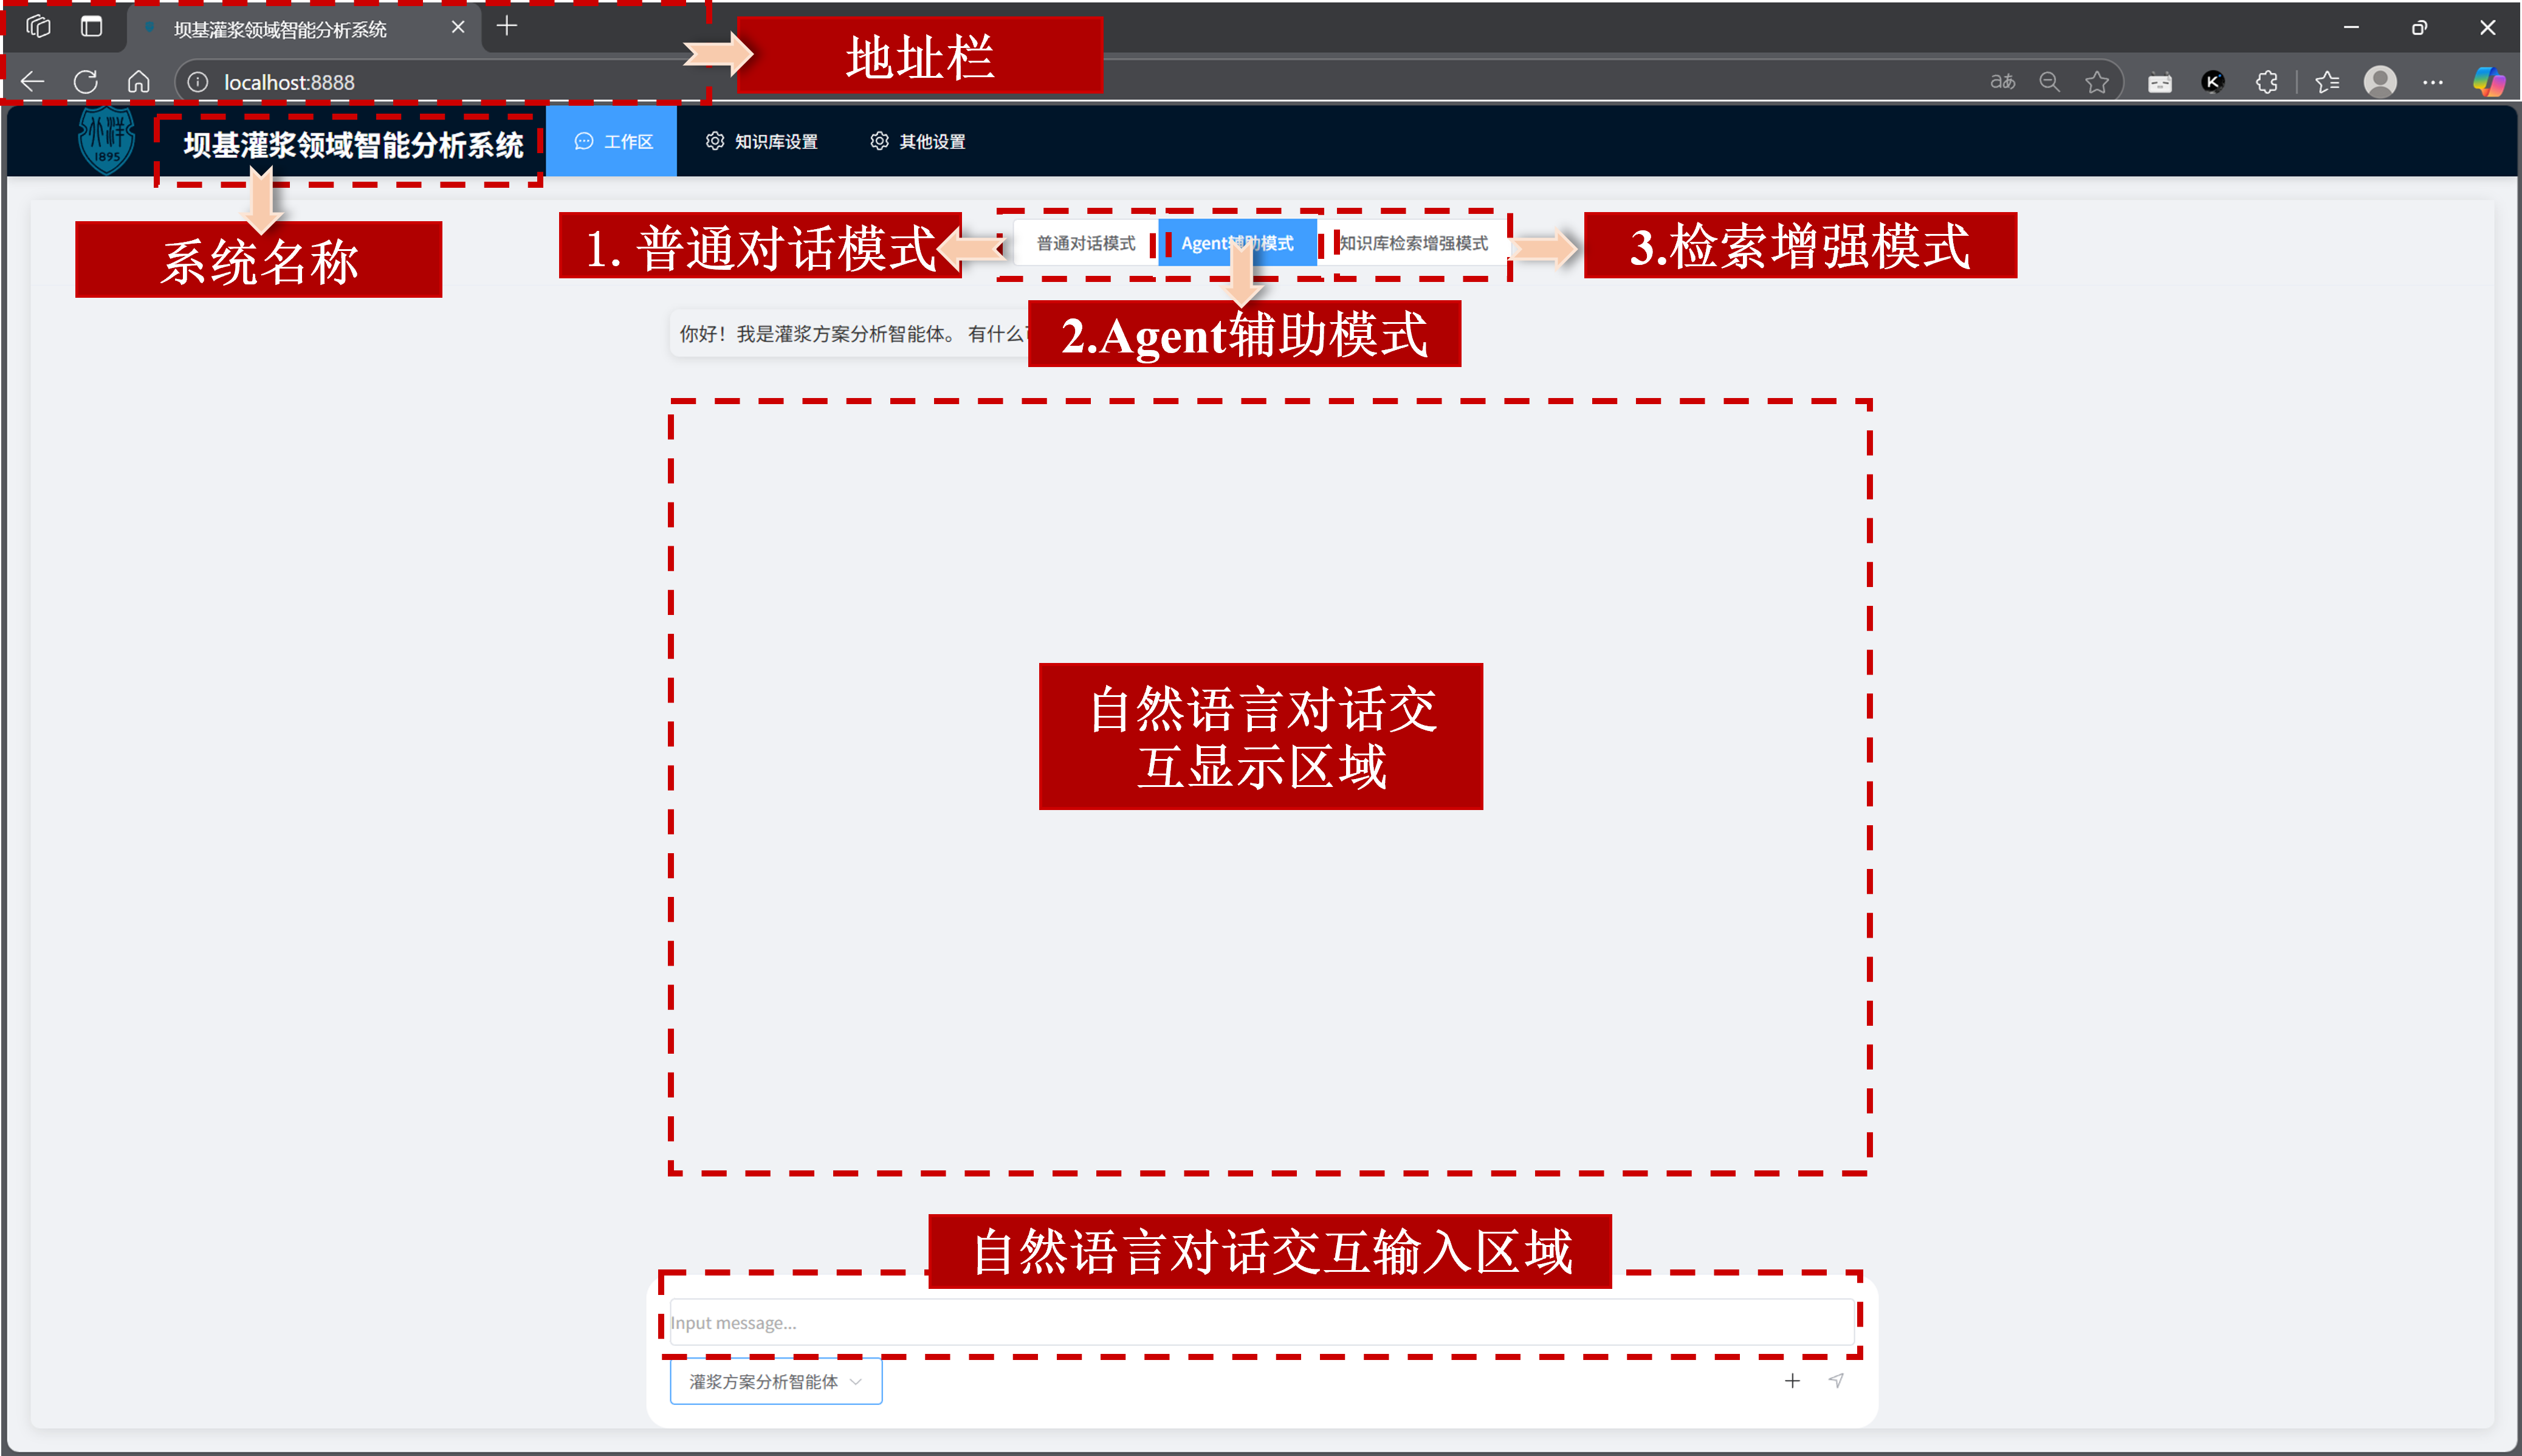 坝基灌浆领域智能分析系统
地址栏
localhost:8888
aあ
K
北洋
1895
坝基灌浆领域智能分析系统
工作区
知识库设置
其他设置
系统名称
1. 普通对话模式
普通对话模式
Agent辅助模式
知识库检索增强模式
3.检索增强模式
你好！我是灌浆方案分析智能体。 有什么
2.Agent辅助模式
自然语言对话交
互显示区域
自然语言对话交互输入区域
Input message...
灌浆方案分析智能体